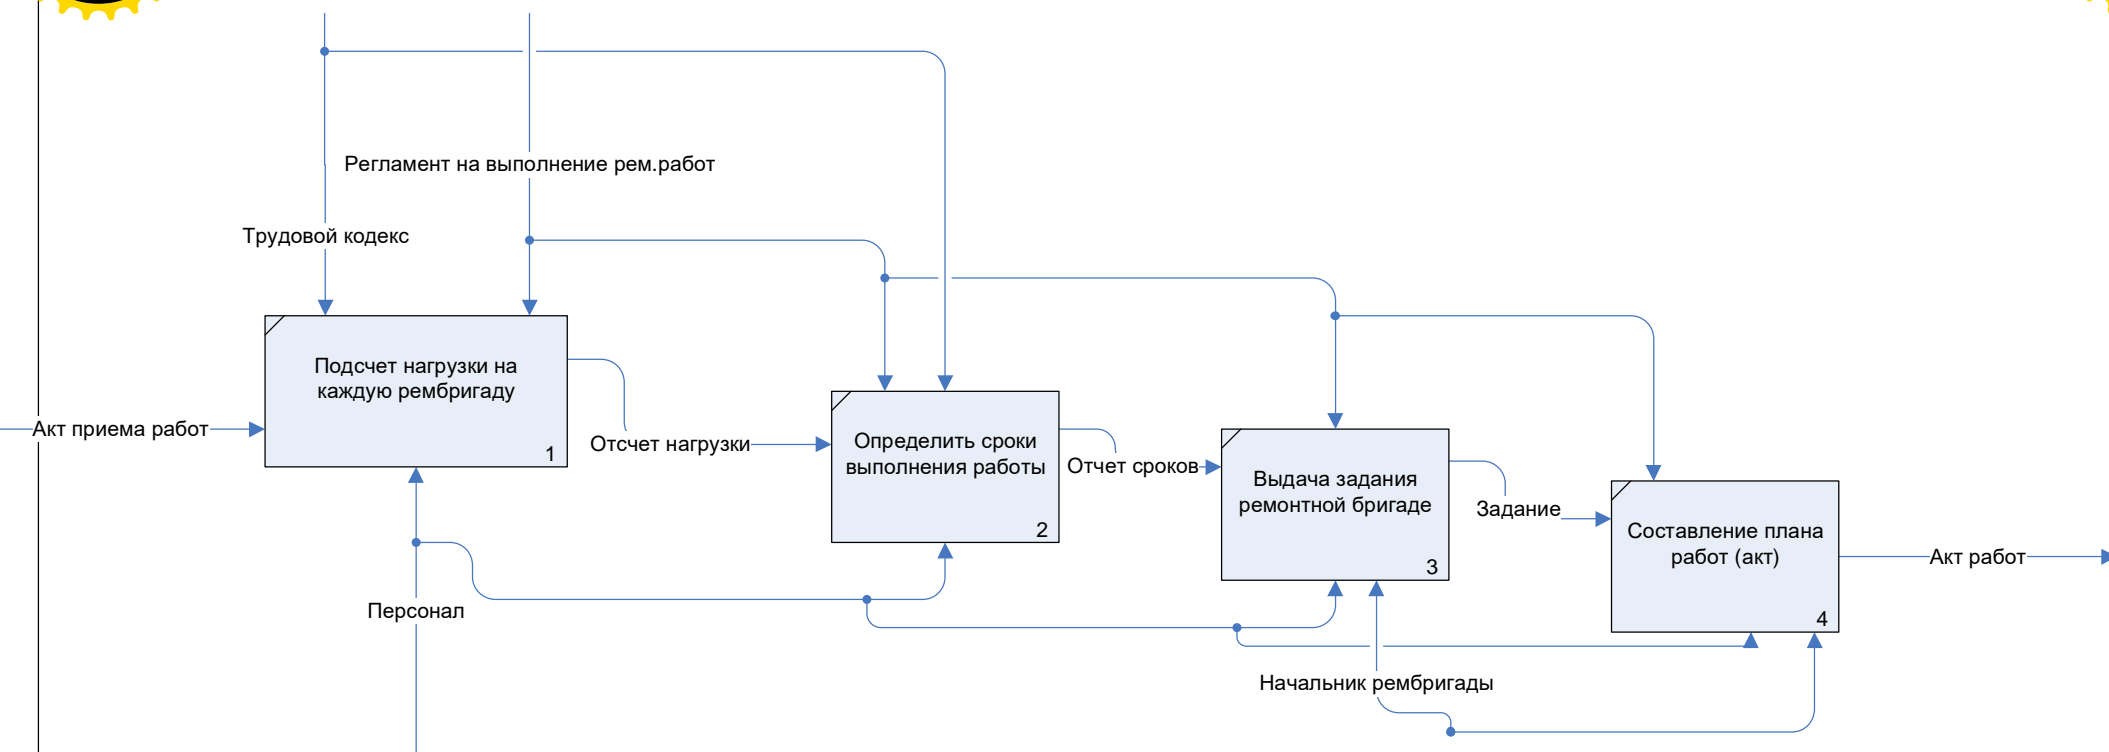 Регламент на выполнение рем.работ
Трудовой кодекс
Подсчет нагрузки на
каждую рембригаду
1
Акт приема работ
Отсчет нагрузки
Определить сроки
выполнения работы
2
Отчет сроков
Выдача задания
ремонтной бригаде
3
Задание
Составление плана
работ (акт)
4
Акт работ
Персонал
Начальник рембригады